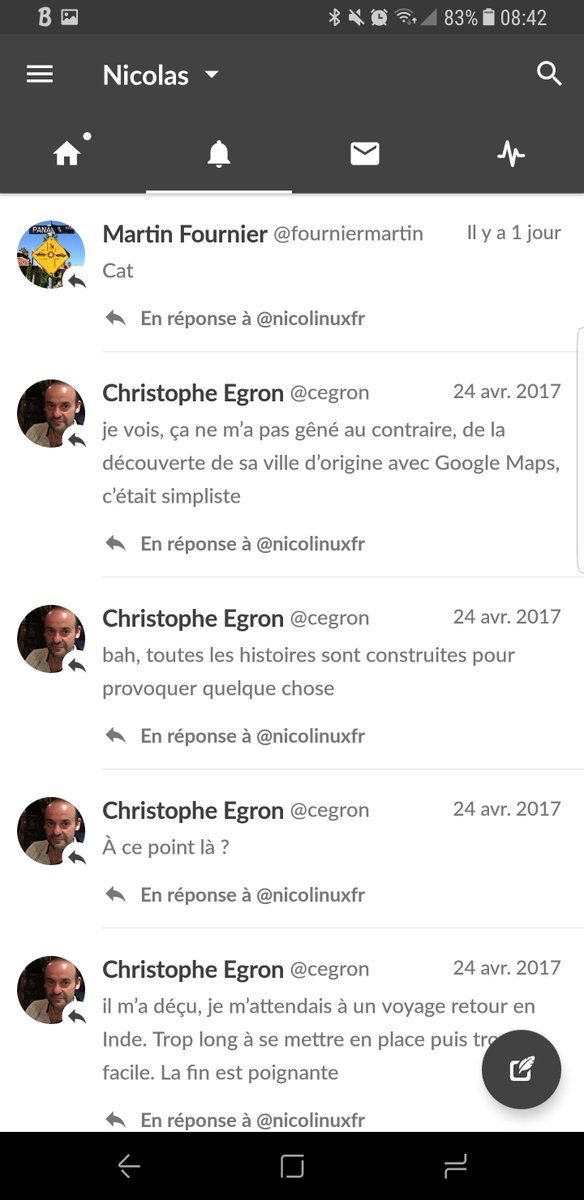 83% 08:42
Nicolas
Martin Fournier @fourniermartin Il y a 1 jour
PANAMA
Cat
En réponse à @nicolinuxfr
Christophe Egron @cegron 24 avr. 2017
je vois, ça ne m’a pas gêné au contraire, de la
découverte de sa ville d’origine avec Google Maps,
c’était simpliste
En réponse à @nicolinuxfr
Christophe Egron @cegron 24 avr. 2017
bah, toutes les histoires sont construites pour
provoquer quelque chose
En réponse à @nicolinuxfr
Christophe Egron @cegron 24 avr. 2017
À ce point là ?
En réponse à @nicolinuxfr
Christophe Egron @cegron 24 avr. 2017
il m’a déçu, je m’attendais à un voyage retour en
Inde. Trop long à se mettre en place puis
facile. La fin est poignante
En réponse à @nicolinuxfr